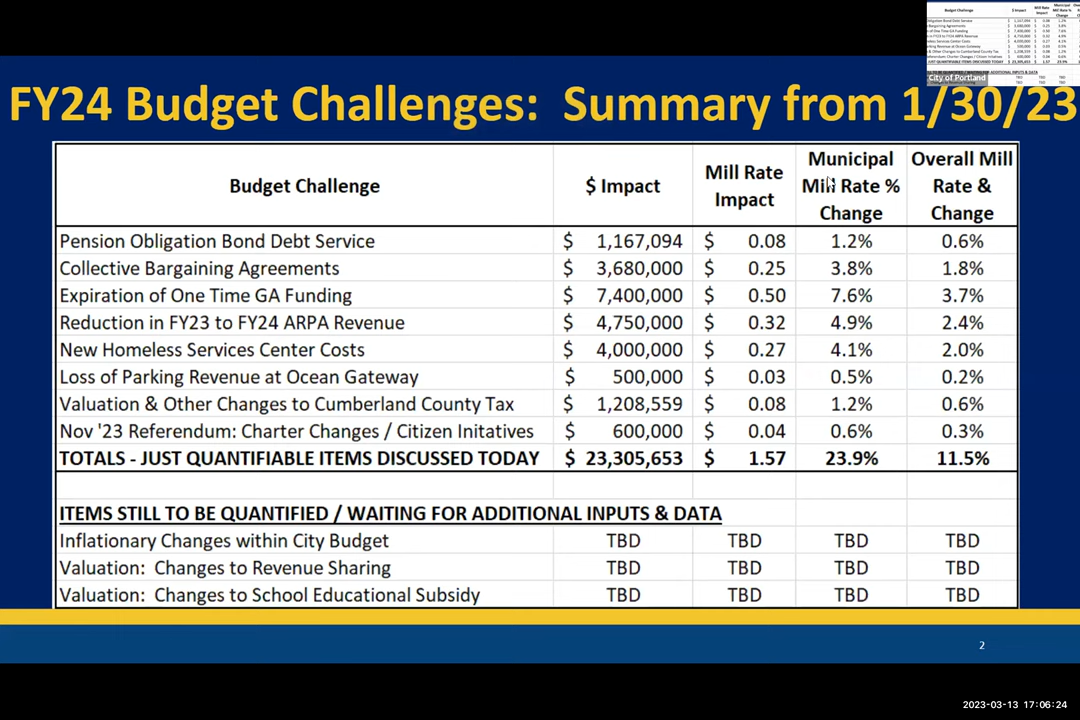 City of Portland
FY24 Budget Challenges: Summary from 1/30/23
Budget Challenge $ Impact Mill Rate Impact Municipal Mill Rate % Change Overall Mill Rate & Change
Pension Obligation Bond Debt Service $ 1,167,094 $ 0.08 1.2% 0.6%
Collective Bargaining Agreements $ 3,680,000 $ 0.25 3.8% 1.8%
Expiration of One Time GA Funding $ 7,400,000 $ 0.50 7.6% 3.7%
Reduction in FY23 to FY24 ARPA Revenue $ 4,750,000 $ 0.32 4.9% 2.4%
New Homeless Services Center Costs $ 4,000,000 $ 0.27 4.1% 2.0%
Loss of Parking Revenue at Ocean Gateway $ 500,000 $ 0.03 0.5% 0.2%
Valuation & Other Changes to Cumberland County Tax $ 1,208,559 $ 0.08 1.2% 0.6%
Nov '23 Referendum: Charter Changes / Citizen Initatives $ 600,000 $ 0.04 0.6% 0.3%
TOTALS - JUST QUANTIFIABLE ITEMS DISCUSSED TODAY $ 23,305,653 $ 1.57 23.9% 11.5%
ITEMS STILL TO BE QUANTIFIED / WAITING FOR ADDITIONAL INPUTS & DATA
Inflationary Changes within City Budget TBD TBD TBD TBD
Valuation: Changes to Revenue Sharing TBD TBD TBD TBD
Valuation: Changes to School Educational Subsidy TBD TBD TBD TBD
2
2023-03-13 17:06:24